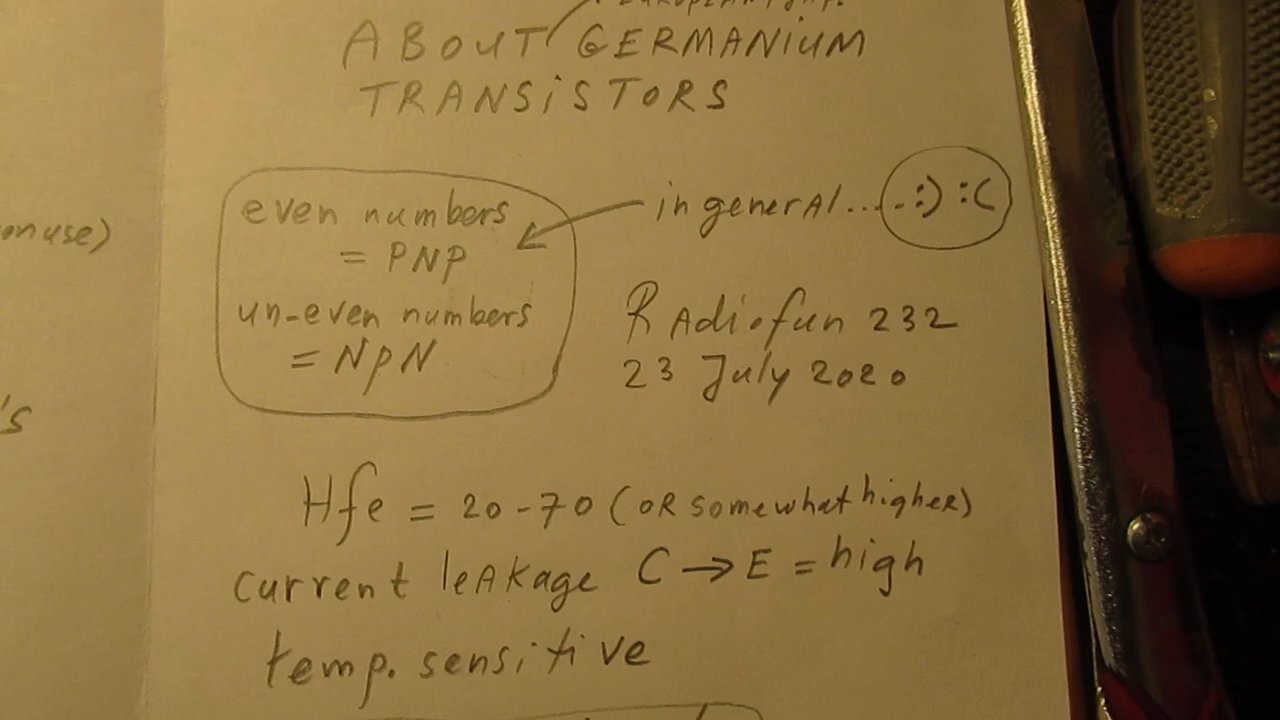 ABOUT GERMANIUM
TRANSiSTORS
even numbers
= PNP
un-even numbers
= NPN
in generAl..... :) :(
RAdiofun 232
23 July 2020
onuse)
's
Hfe = 20-70 (OR somewhat higheR)
current leAkage C → E = high
temp. sensitive